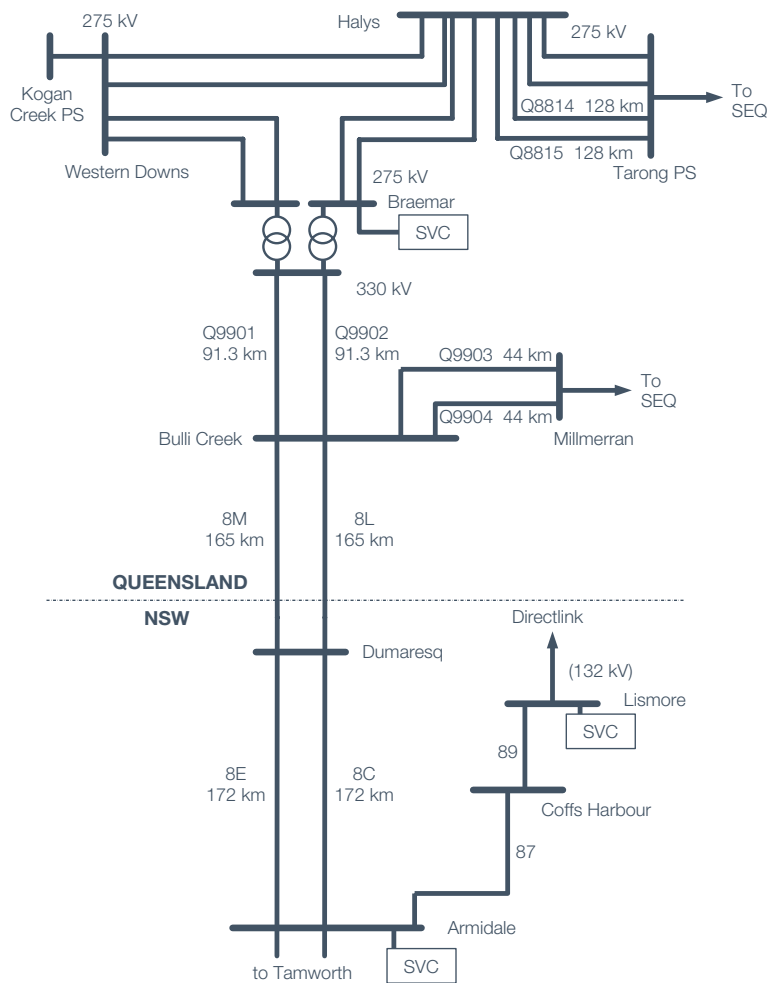 275 kV
Halys
275 kV
Kogan
Creek PS
To
SEQ
Q8814 128 km
Q8815 128 km
Western Downs
Tarong PS
275 kV
Braemar
SVC
330 kV
Q9901
91.3 km
Q9902
91.3 km
Q9903 44 km
To
SEQ
Q9904 44 km
Bulli Creek
Millmerran
8M
165 km
8L
165 km
QUEENSLAND
NSW
Directlink
Dumaresq
(132 kV)
Lismore
SVC
89
8E
172 km
8C
172 km
Coffs Harbour
87
Armidale
SVC
to Tamworth